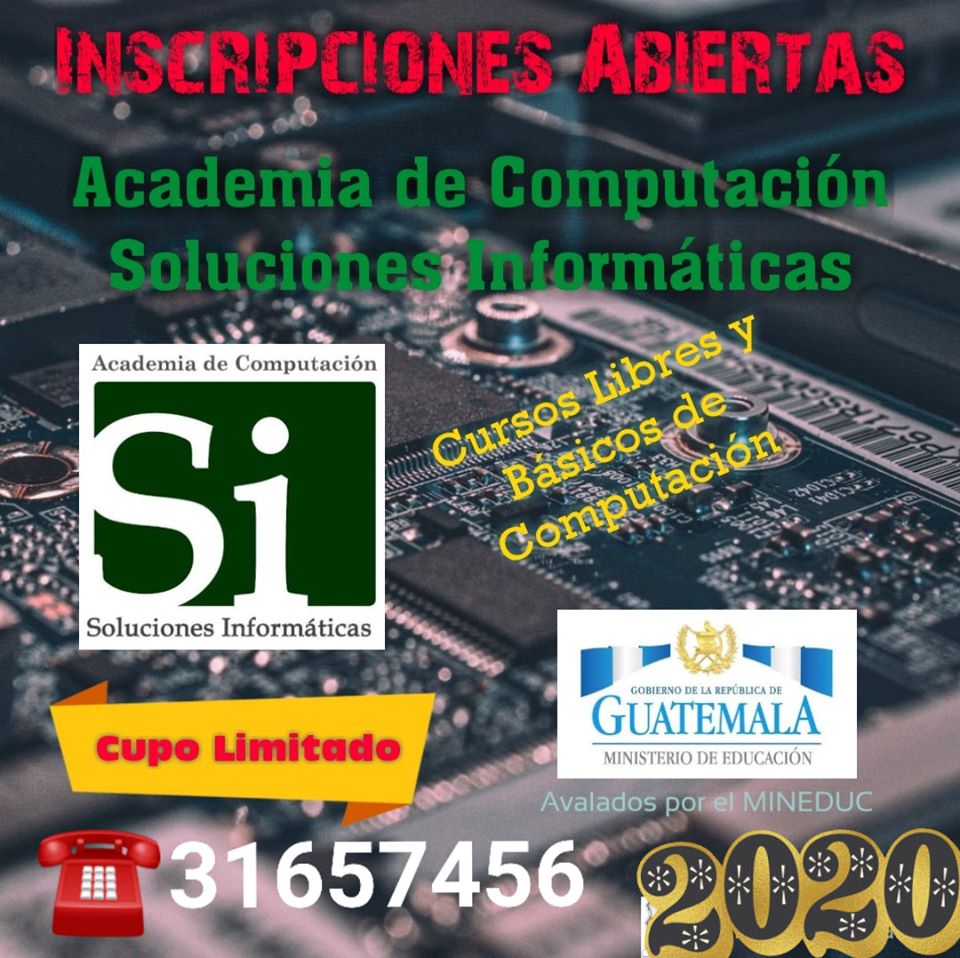 Inscripciones Abiertas
Academia de Computación
Soluciones Informáticas
Academia de Computación
Si
Soluciones Informáticas
Cursos Libres y
Básicos de
Computación
GOBIERNO DE LA REPÚBLICA DE
GUATEMALA
MINISTERIO DE EDUCACIÓN
Avalados por el MINEDUC
Cupo Limitado
31657456
2020